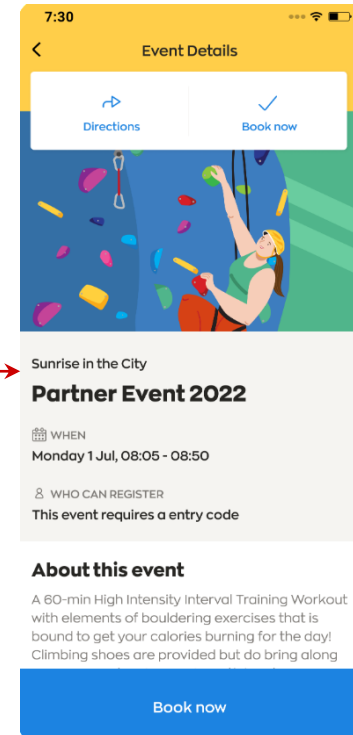 7:30
Event Details
Directions
Book now
Sunrise in the City
Partner Event 2022
WHEN
Monday 1 Jul, 08:05 - 08:50
WHO CAN REGISTER
This event requires a entry code
About this event
A 60-min High Intensity Interval Training Workout
with elements of bouldering exercises that is
bound to get your calories burning for the day!
Climbing shoes are provided but do bring along
Book now